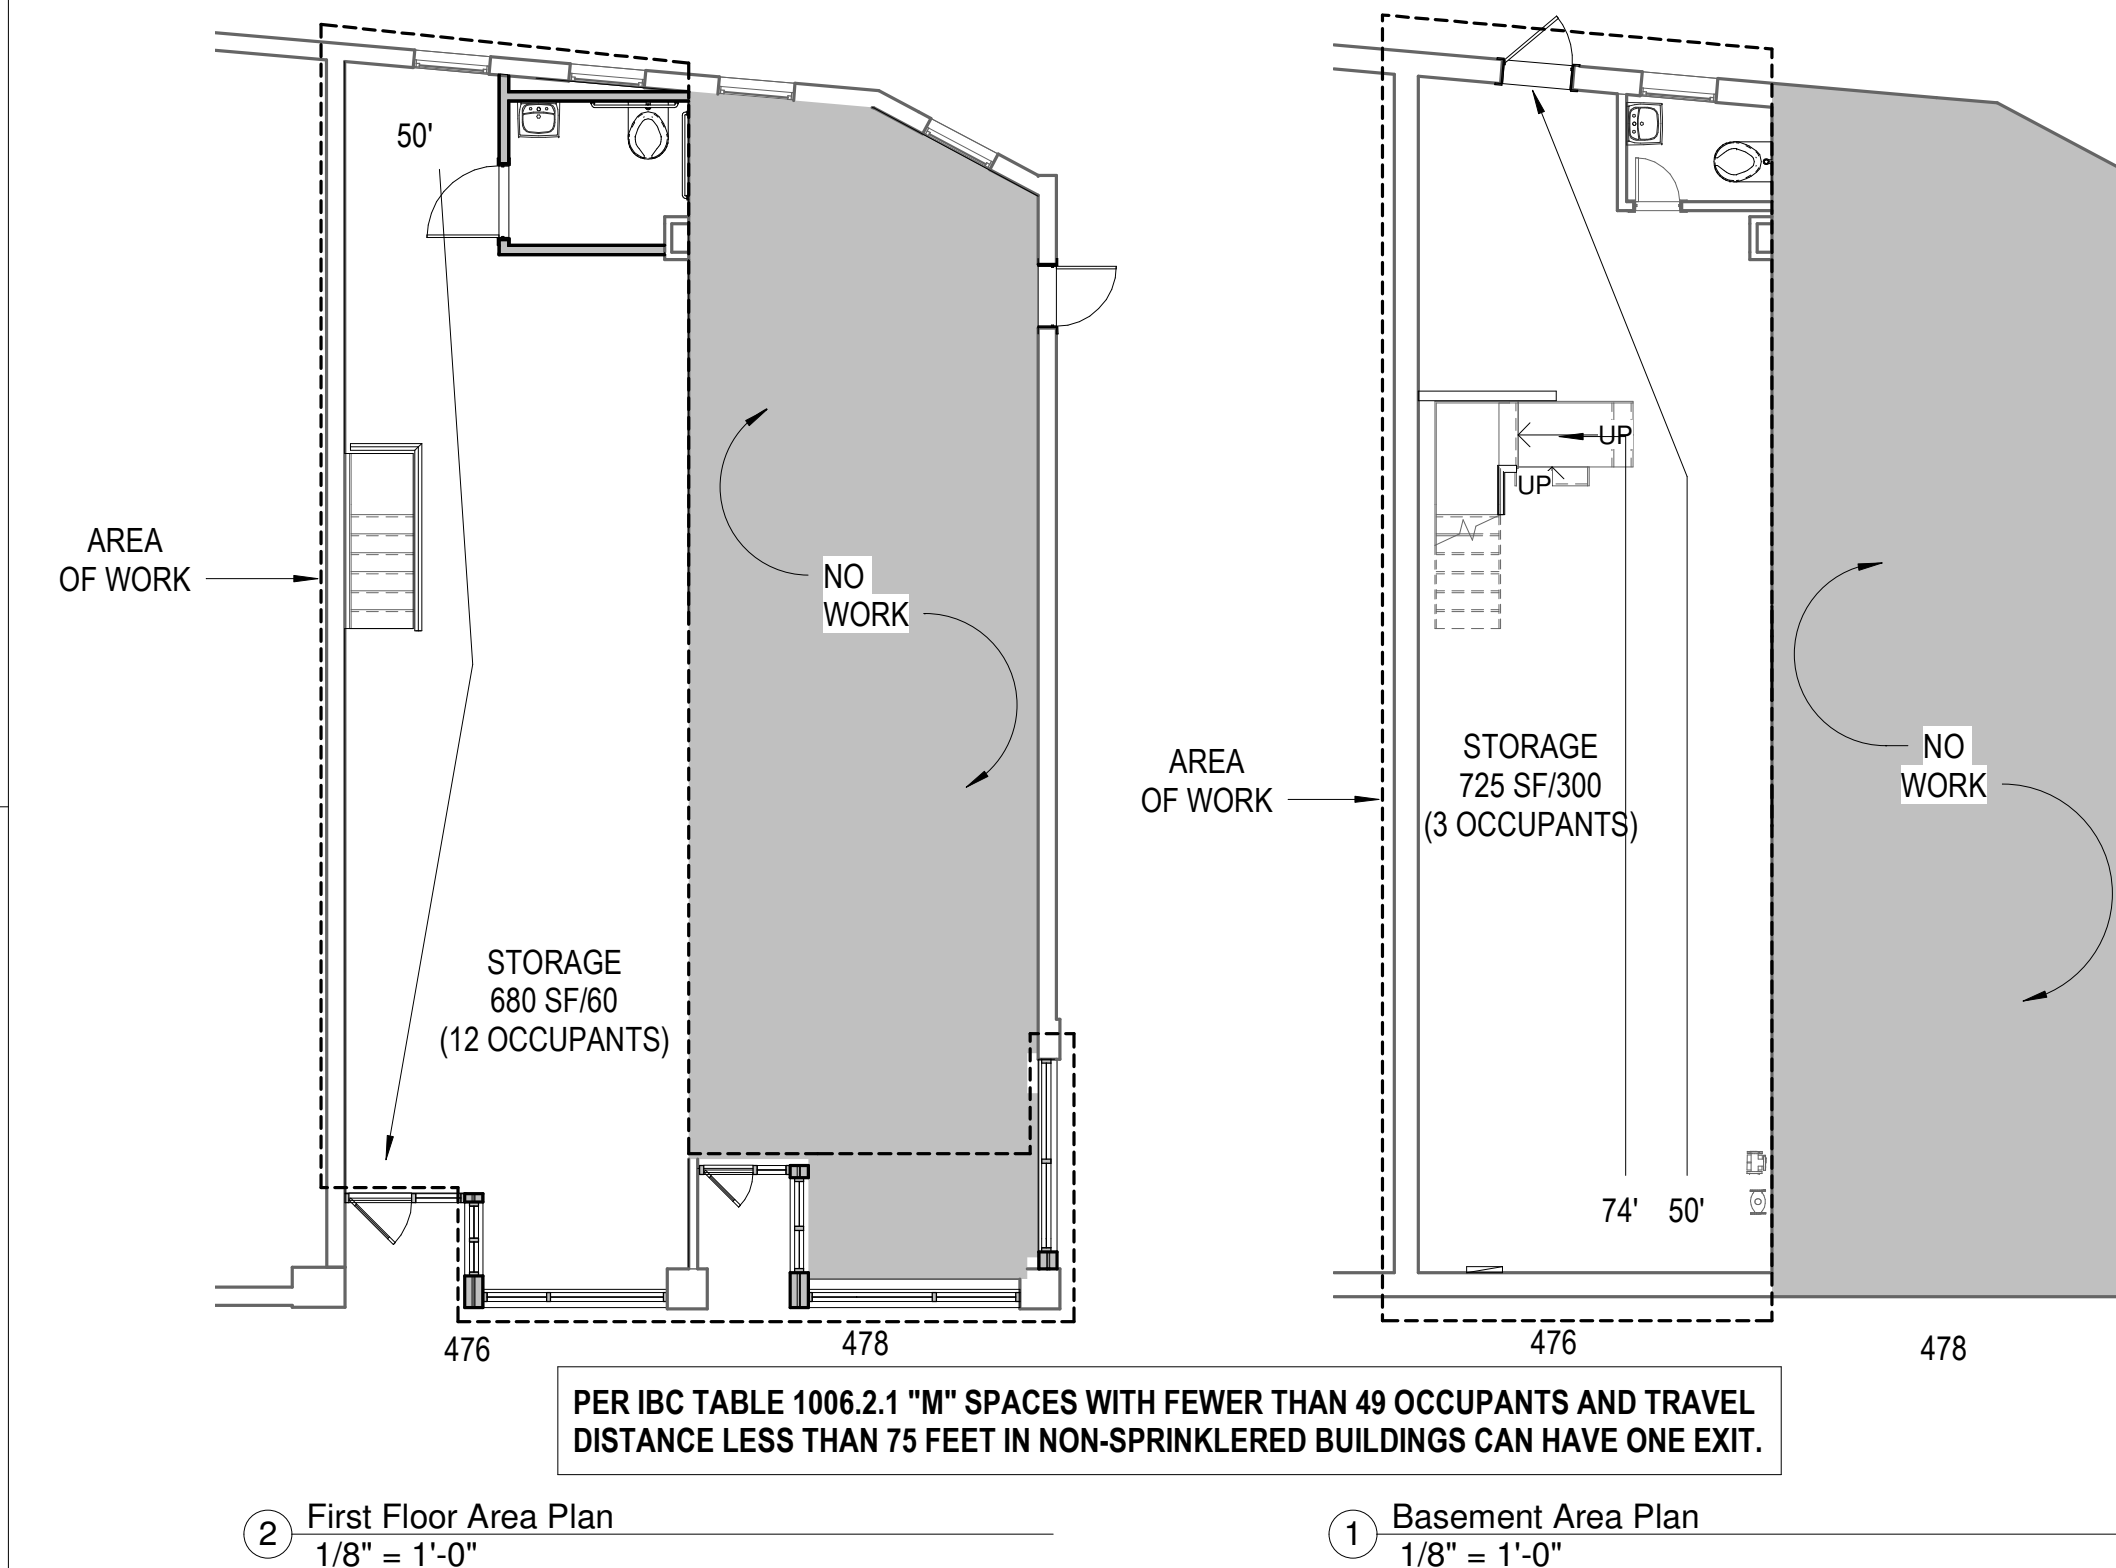 50'
AREA
OF WORK
NO
WORK
STORAGE
680 SF/60
(12 OCCUPANTS)
476
478
UP
UP
AREA
OF WORK
STORAGE
725 SF/300
(3 OCCUPANTS)
NO
WORK
74' 50'
476
478
PER IBC TABLE 1006.2.1 "M" SPACES WITH FEWER THAN 49 OCCUPANTS AND TRAVEL
DISTANCE LESS THAN 75 FEET IN NON-SPRINKLERED BUILDINGS CAN HAVE ONE EXIT.
2 First Floor Area Plan
1/8" = 1'-0"
1 Basement Area Plan
1/8" = 1'-0"